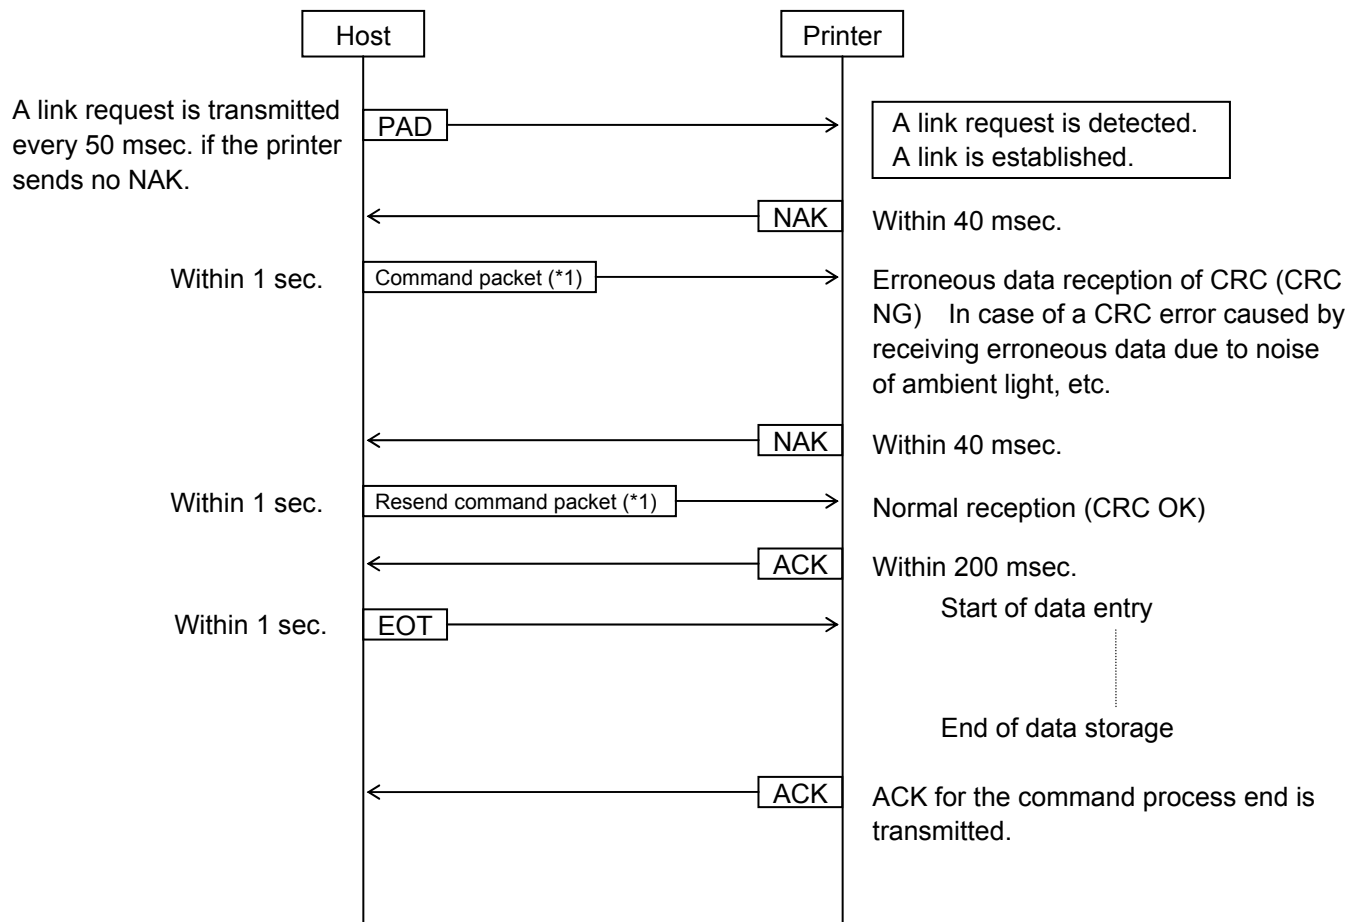 Host
Printer
A link request is transmitted
every 50 msec. if the printer
sends no NAK.
PAD
A link request is detected.
A link is established.
NAK
Within 40 msec.
Within 1 sec.
Command packet (*1)
Erroneous data reception of CRC (CRC
NG) In case of a CRC error caused by
receiving erroneous data due to noise
of ambient light, etc.
NAK
Within 40 msec.
Within 1 sec.
Resend command packet (*1)
Normal reception (CRC OK)
ACK
Within 200 msec.
Start of data entry
Within 1 sec.
EOT
End of data storage
ACK
ACK for the command process end is
transmitted.